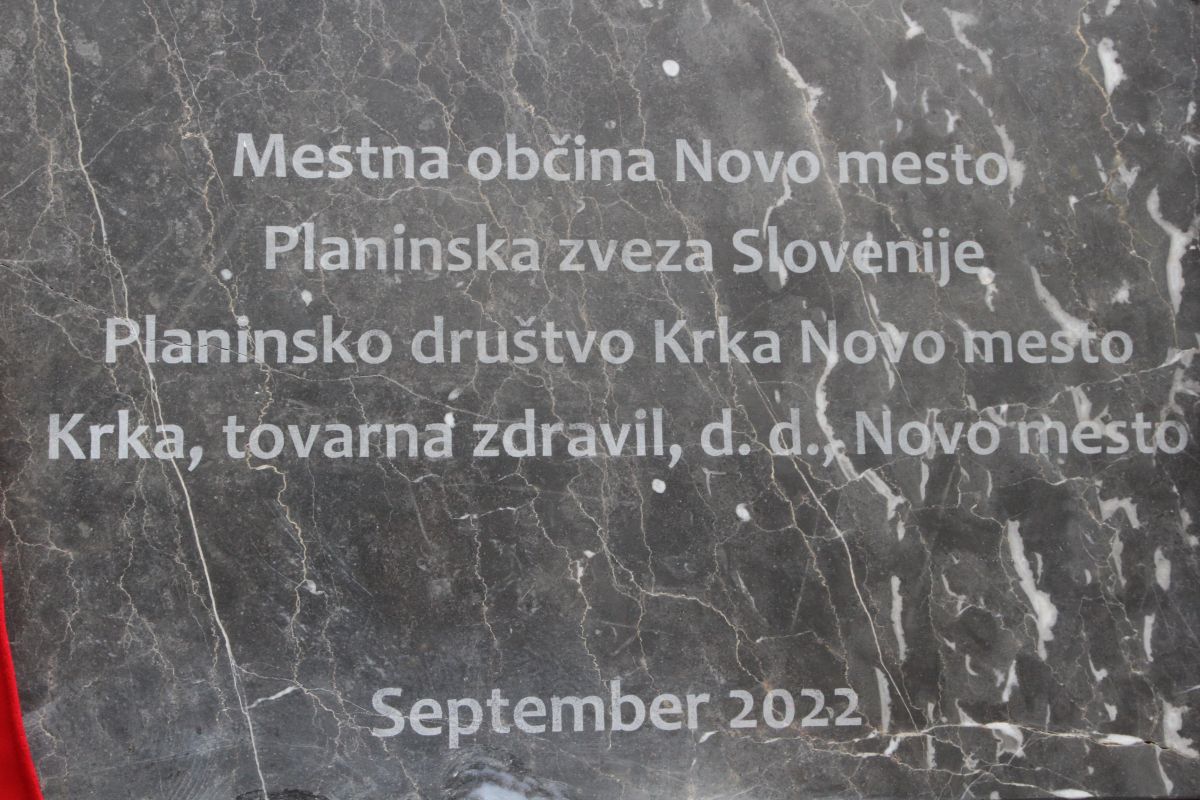 Mestna občina Novo mesto
Planinska zveza Slovenije
Planinsko društvo Krka Novo mesto
Krka, tovarna zdravil, d. d., Novo mesto
September 2022